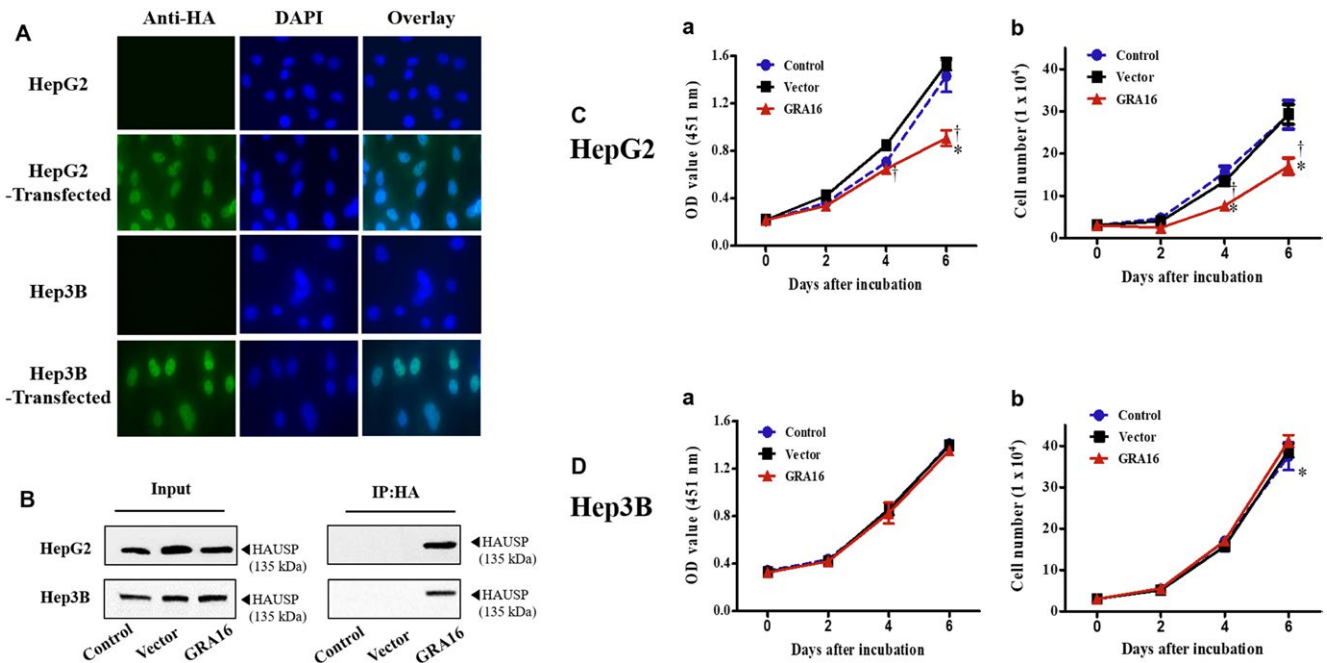 A
Anti-HA DAPI Overlay
HepG2
HepG2
-Transfected
Hep3B
Hep3B
-Transfected
B
Input IP:HA
HepG2
◀HAUSP
(135 kDa)
◀HAUSP
(135 kDa)
Hep3B
◀HAUSP
(135 kDa)
◀HAUSP
(135 kDa)
Control Vector GRA16
Control Vector GRA16
C
HepG2
a
OD value (451 nm)
1.6
1.2
0.8
0.4
0.0
Control
Vector
GRA16
†
†
*
0 2 4 6
Days after incubation
b
Cell number (1 x 10⁴)
40
30
20
10
0
Control
Vector
GRA16
†
*
†
*
0 2 4 6
Days after incubation
D
Hep3B
a
OD value (451 nm)
1.6
1.2
0.8
0.4
0.0
Control
Vector
GRA16
0 2 4 6
Days after incubation
b
Cell number (1 x 10⁴)
40
30
20
10
0
Control
Vector
GRA16
*
0 2 4 6
Days after incubation